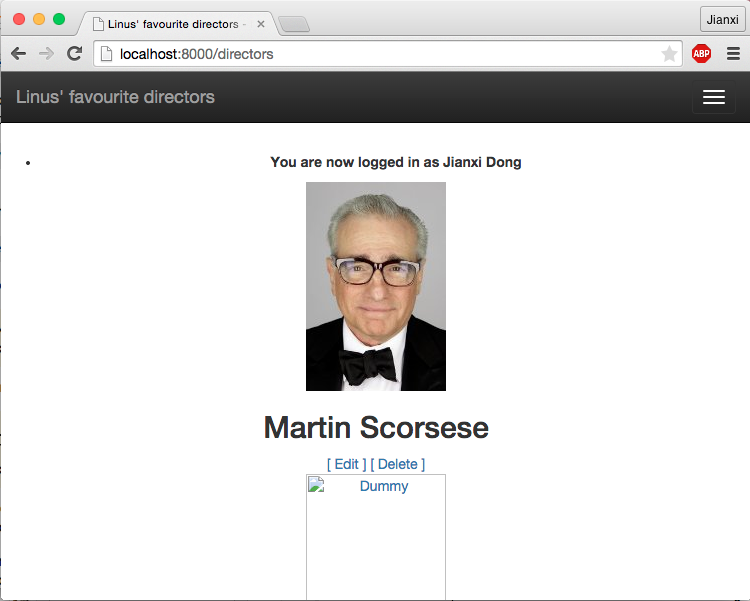 Linus' favourite directors -
Jianxi
localhost:8000/directors
ABP
Linus' favourite directors
You are now logged in as Jianxi Dong
Martin Scorsese
[ Edit ] [ Delete ]
Dummy